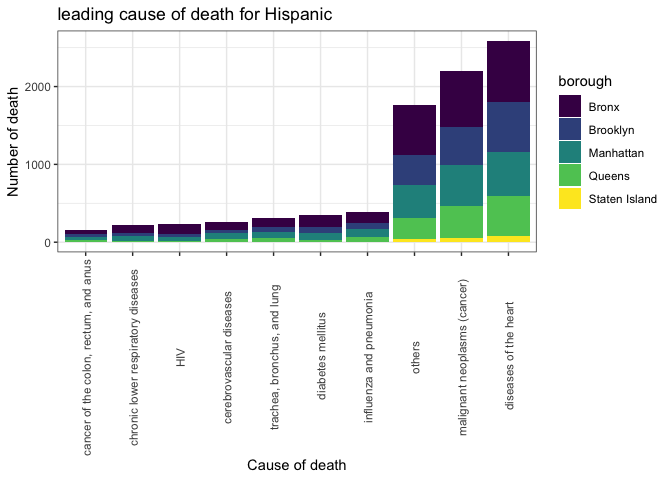 leading cause of death for Hispanic
Number of death
2000
1000
0
cancer of the colon, rectum, and anus
chronic lower respiratory diseases
HIV
cerebrovascular diseases
trachea, bronchus, and lung
diabetes mellitus
influenza and pneumonia
others
malignant neoplasms (cancer)
diseases of the heart
Cause of death
borough
Bronx
Brooklyn
Manhattan
Queens
Staten Island